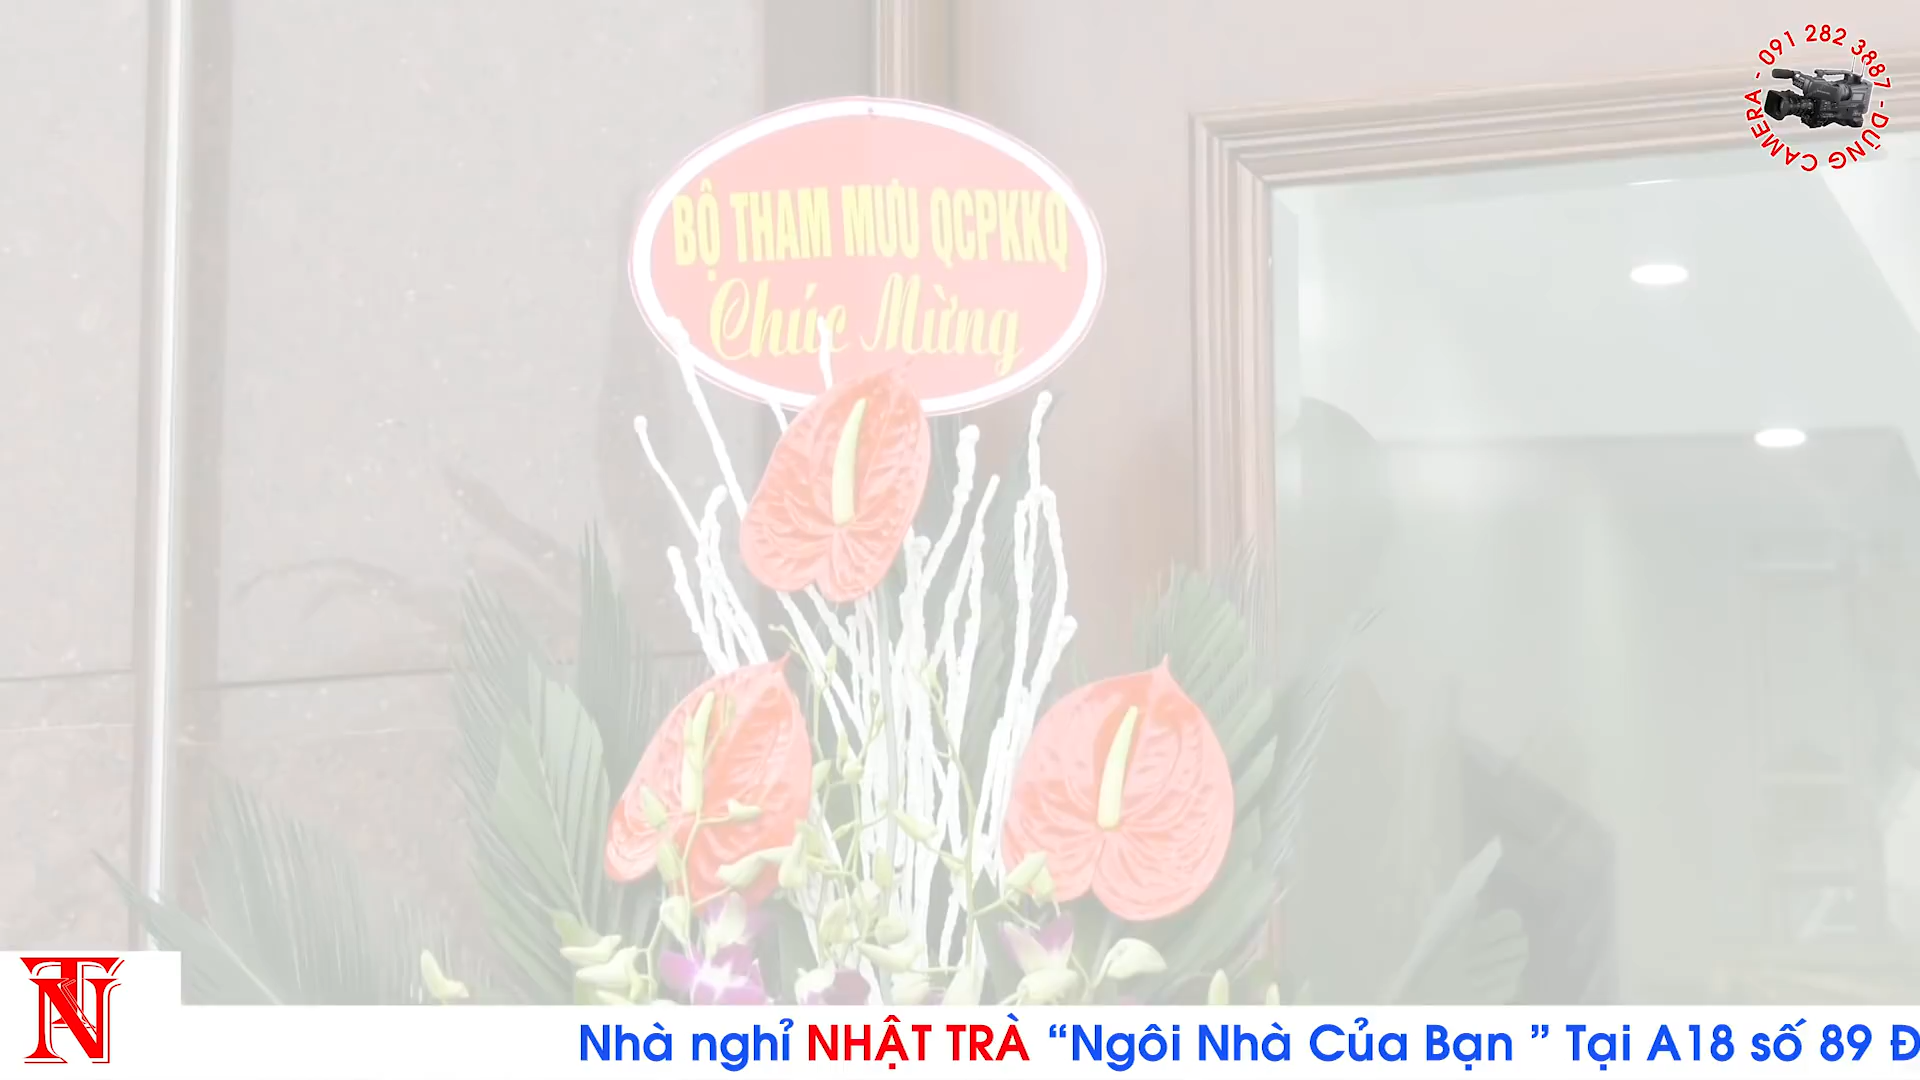 091 282 3887 - DŨNG CAMERA -
BỘ THAM MƯU QCPKKQ
Chúc Mừng
NT
Nhà nghỉ NHẬT TRÀ “Ngôi Nhà Của Bạn ” Tại A18 số 89 Đ